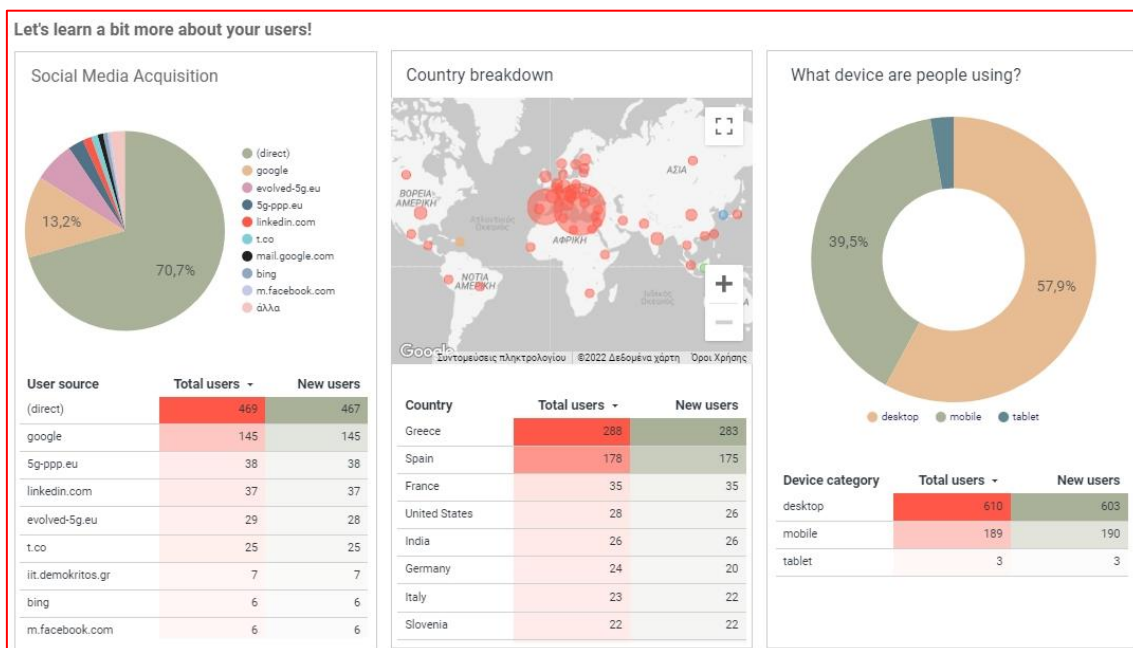 Let's learn a bit more about your users!
Social Media Acquisition
13,2%
70,7%
(direct)
google
evolved-5g.eu
5g-ppp.eu
linkedin.com
t.co
mail.google.com
bing
m.facebook.com
άλλα
User source Total users New users
(direct) 469 467
google 145 145
5g-ppp.eu 38 38
linkedin.com 37 37
evolved-5g.eu 29 28
t.co 25 25
iit.demokritos.gr 7 7
bing 6 6
m.facebook.com 6 6
Country breakdown
ΒΟΡΕΙΑ
ΑΜΕΡΙΚΗ
ΑΣΙΑ
Ατλαντικός
Ωκεανός
ΑΦΡΙΚΗ
ΝΟΤΙΑ
ΑΜΕΡΙΚΗ
Ινδικός
Ωκεανός
Google
Συντομεύσεις πληκτρολογίου ©2022 Δεδομένα χάρτη Όροι Χρήσης
Country Total users New users
Greece 288 283
Spain 178 175
France 35 35
United States 28 26
India 26 26
Germany 24 20
Italy 23 22
Slovenia 22 22
What device are people using?
39,5%
57,9%
desktop mobile tablet
Device category Total users New users
desktop 610 603
mobile 189 190
tablet 3 3